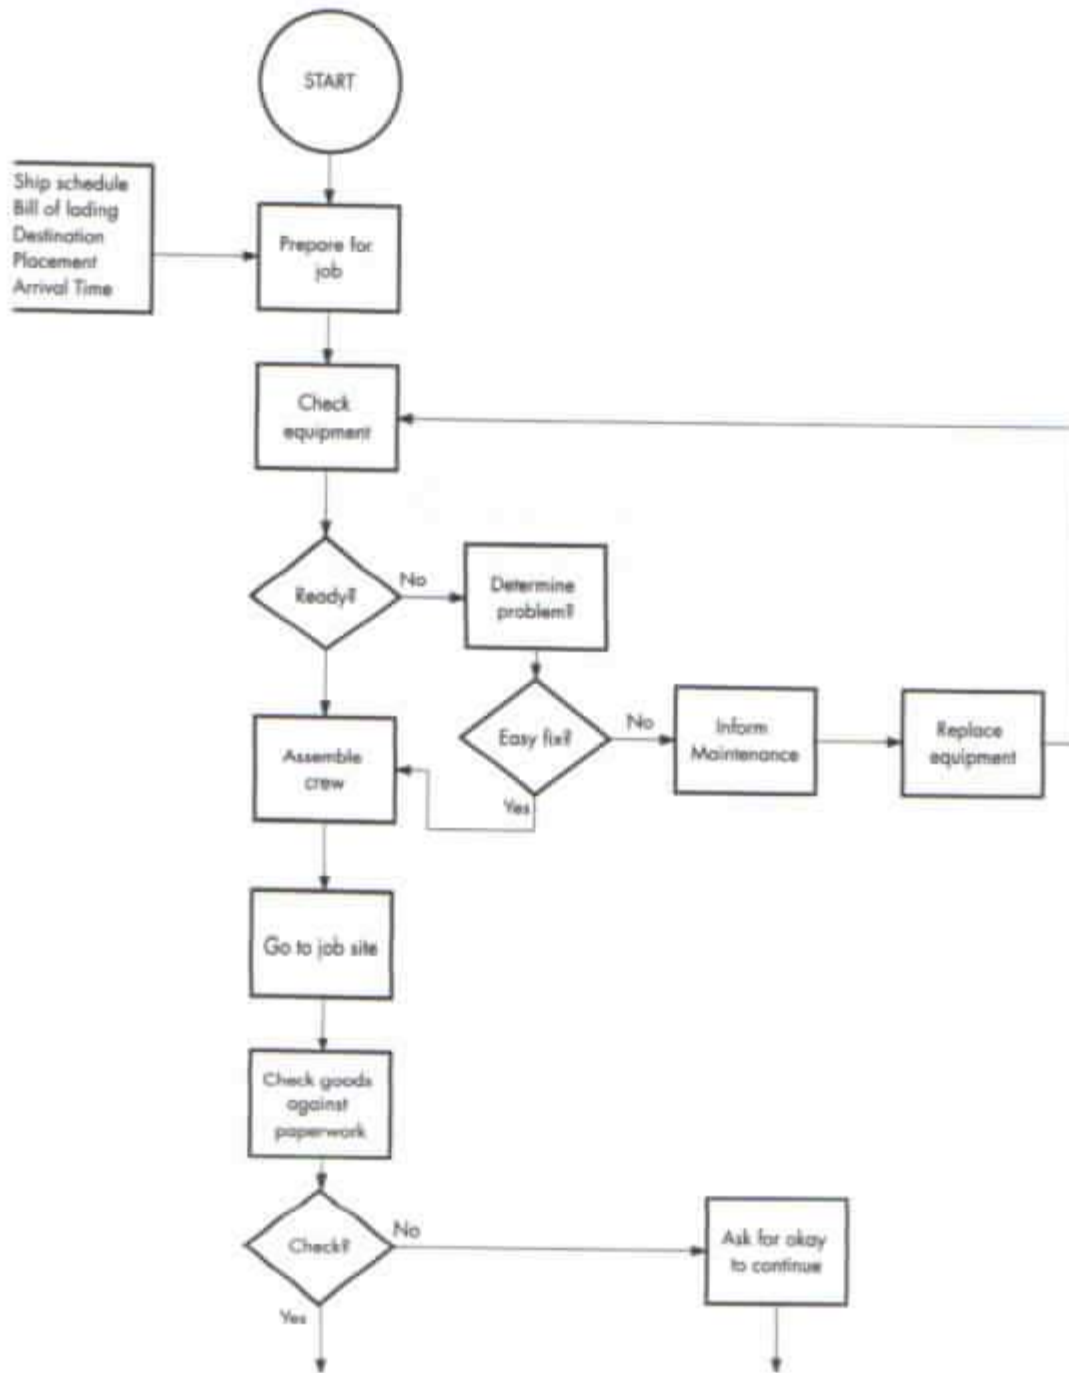 START
Ship schedule
Bill of lading
Destination
Placement
Arrival Time
Prepare for
job
Check
equipment
Ready?
No
Determine
problem?
Easy fix?
No
Inform
Maintenance
Replace
equipment
Assemble
crew
Yes
Go to job site
Check goods
against
paperwork
Check?
No
Ask for okay
to continue
Yes